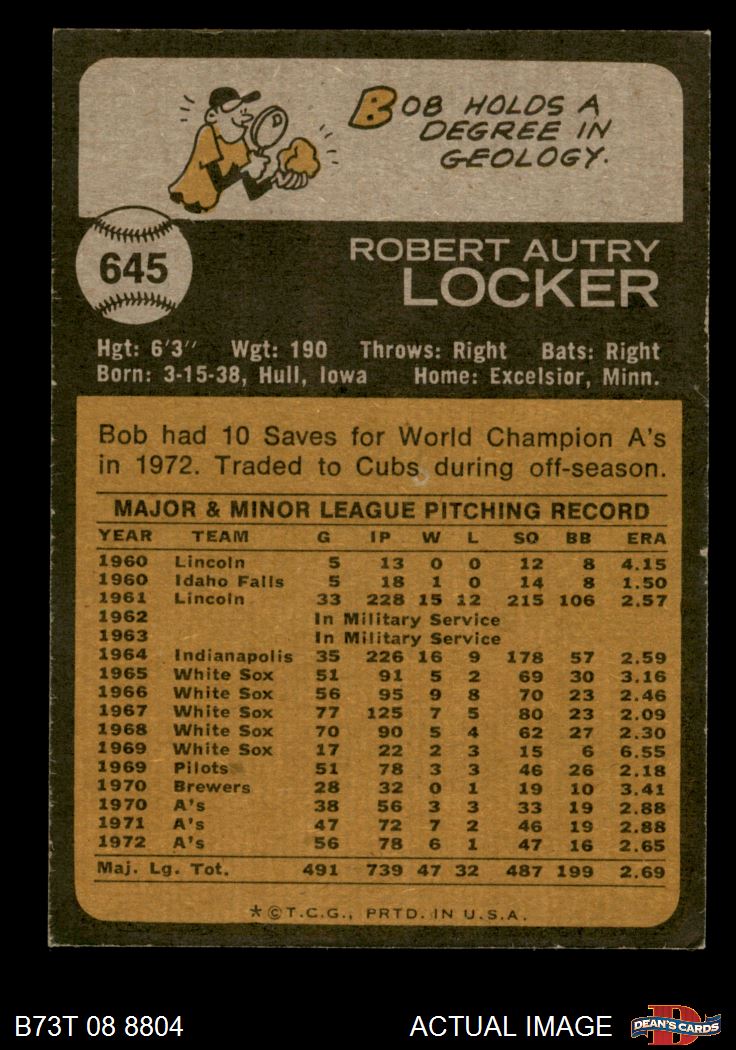 BOB HOLDS A
DEGREE IN
GEOLOGY.
645
ROBERT AUTRY
LOCKER
Hgt: 6'3" Wgt: 190 Throws: Right Bats: Right
Born: 3-15-38, Hull, Iowa Home: Excelsior, Minn.
Bob had 10 Saves for World Champion A's
in 1972. Traded to Cubs during off-season.
MAJOR & MINOR LEAGUE PITCHING RECORD
YEAR TEAM G IP W L SO BB ERA
1960 Lincoln 5 13 0 0 12 8 4.15
1960 Idaho Falls 5 18 1 0 14 8 1.50
1961 Lincoln 33 228 15 12 215 106 2.57
1962 In Military Service
1963 In Military Service
1964 Indianapolis 35 226 16 9 178 57 2.59
1965 White Sox 51 91 5 2 69 30 3.16
1966 White Sox 56 95 9 8 70 23 2.46
1967 White Sox 77 125 7 5 80 23 2.09
1968 White Sox 70 90 5 4 62 27 2.30
1969 White Sox 17 22 2 3 15 6 6.55
1969 Pilots 51 78 3 3 46 26 2.18
1970 Brewers 28 32 0 1 19 10 3.41
1970 A's 38 56 3 3 33 19 2.88
1971 A's 47 72 7 2 46 19 2.88
1972 A's 56 78 6 1 47 16 2.65
Maj. Lg. Tot. 491 739 47 32 487 199 2.69
*©T.C.G., PRTD. IN U.S.A.
B73T 08 8804 ACTUAL IMAGE D DEAN'S CARDS